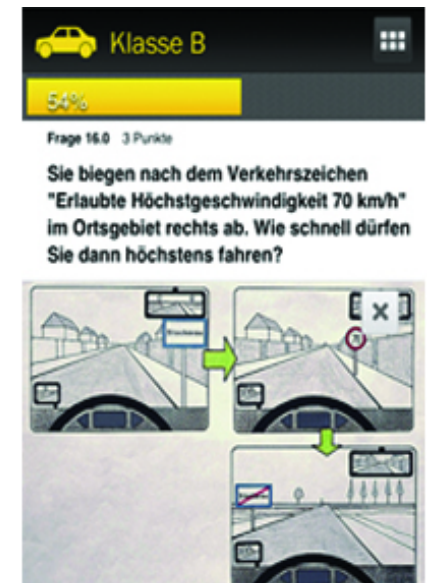 Klasse B
54%
Frage 16.0 3 Punkte
Sie biegen nach dem Verkehrszeichen
"Erlaubte Höchstgeschwindigkeit 70 km/h"
im Ortsgebiet rechts ab. Wie schnell dürfen
Sie dann höchstens fahren?
70